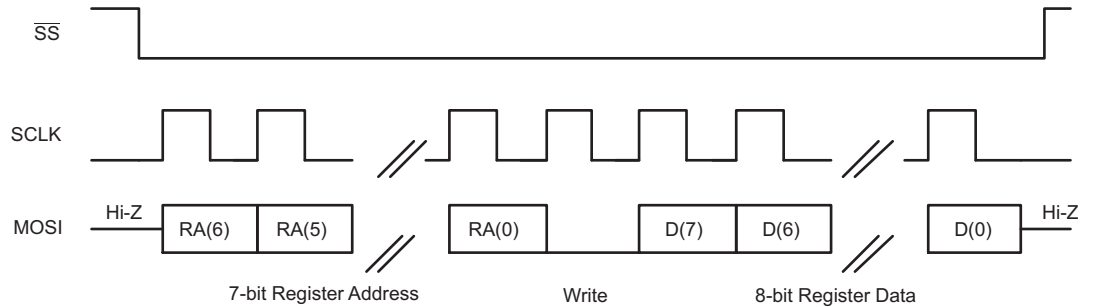 SS
SCLK
MOSI Hi-Z RA(6) RA(5) RA(0) D(7) D(6) D(0) Hi-Z
7-bit Register Address Write 8-bit Register Data